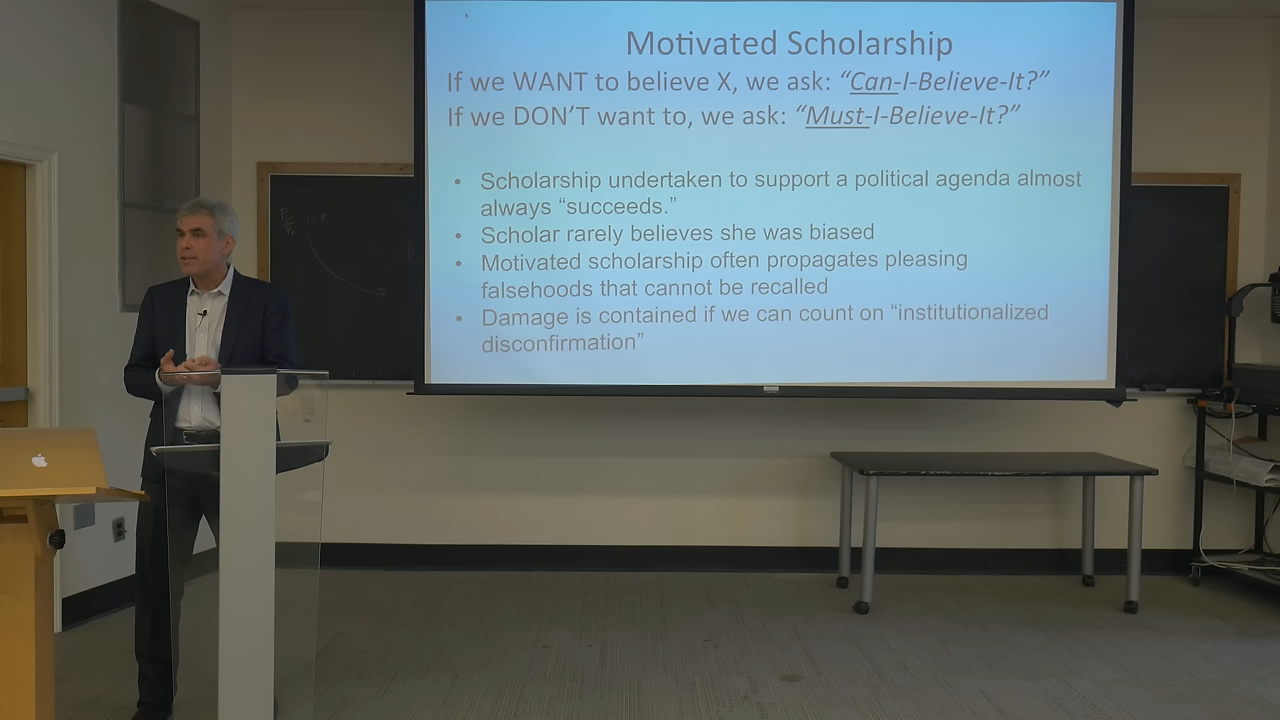 Motivated Scholarship
If we WANT to believe X, we ask: “Can-I-Believe-It?”
If we DON’T want to, we ask: “Must-I-Believe-It?”
• Scholarship undertaken to support a political agenda almost
always “succeeds.”
• Scholar rarely believes she was biased
• Motivated scholarship often propagates pleasing
falsehoods that cannot be recalled
• Damage is contained if we can count on “institutionalized
disconfirmation”